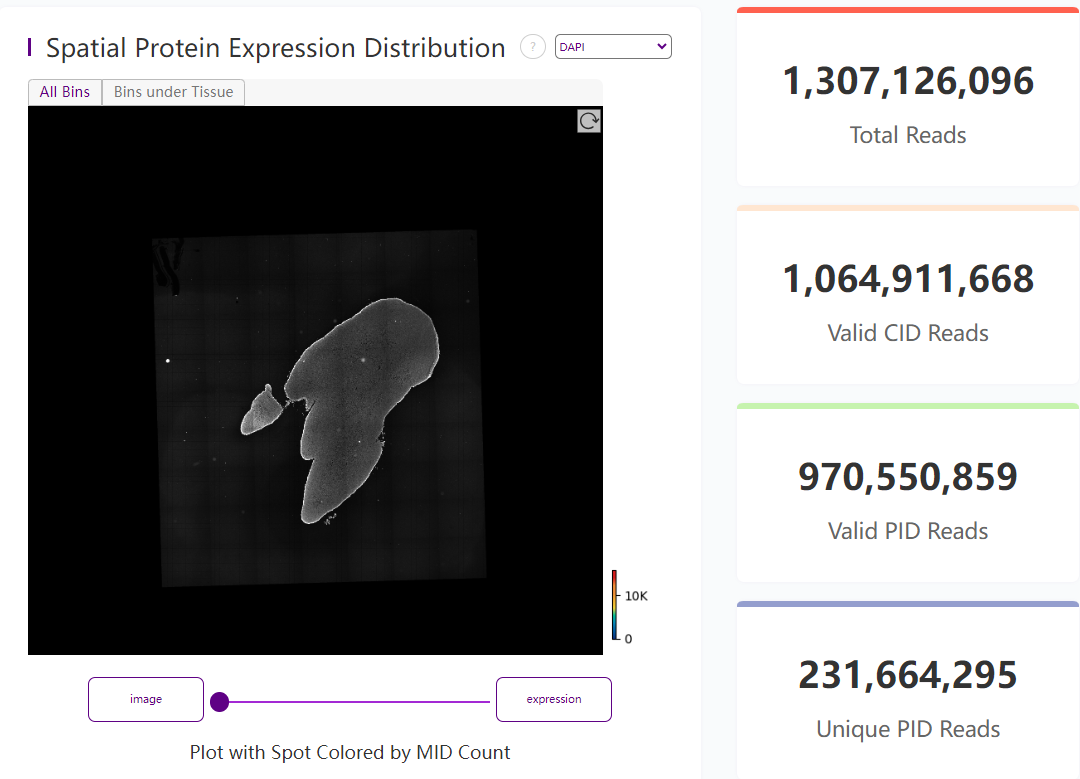 Spatial Protein Expression Distribution ? DAPI
All Bins Bins under Tissue
10K
0
image expression
Plot with Spot Colored by MID Count
1,307,126,096
Total Reads
1,064,911,668
Valid CID Reads
970,550,859
Valid PID Reads
231,664,295
Unique PID Reads